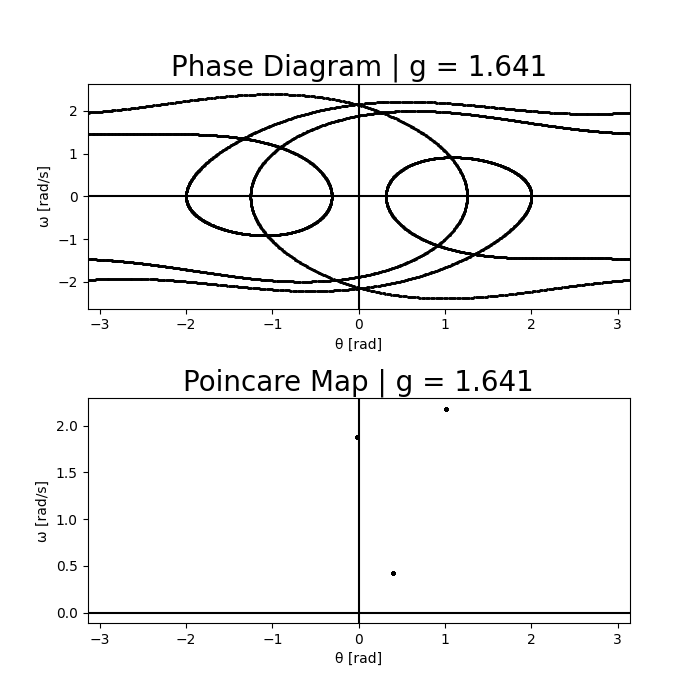 Phase Diagram | g = 1.641
2
1
0
−1
−2
ω [rad/s]
−3 −2 −1 0 1 2 3
θ [rad]
Poincare Map | g = 1.641
2.0
1.5
1.0
0.5
0.0
ω [rad/s]
−3 −2 −1 0 1 2 3
θ [rad]